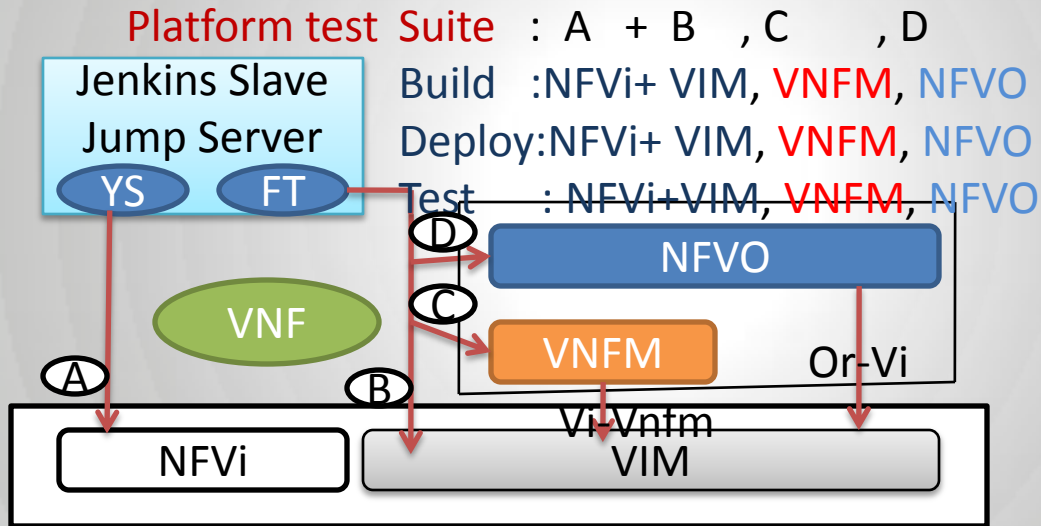 Platform test Suite : A + B , C , D
Jenkins Slave
Jump Server
YS FT
Build :NFVi+ VIM, VNFM, NFVO
Deploy:NFVi+ VIM, VNFM, NFVO
Test : NFVi+VIM, VNFM, NFVO
D
NFVO
VNF
C
VNFM
Or-Vi
A
B
Vi-Vnfm
NFVi
VIM